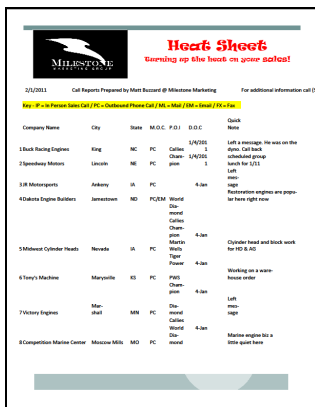 MILESTONE
MARKETING GROUP
Heat Sheet
Turning up the heat on your sales!
2/1/2011 Call Reports Prepared by Matt Buzzard @ Milestone Marketing For additional information call (5
Key - IP = In Person Sales Call / PC = Outbound Phone Call / ML = Mail / EM = Email / FX = Fax
Company Name City State M.O.C. P.O.I D.O.C Quick Note
1 Buck Racing Engines King NC PC Callies 1/4/201 1 Left a message. He was on the dyno. Call back
2 Speedway Motors Lincoln NE PC Cham- pion 1/4/201 1 scheduled group lunch for 1/11
3 JR Motorsports Ankeny IA PC 4-Jan Left mes- sage
4 Dakota Engine Builders Jamestown ND PC/EM World Dia- mond Callies Cham- pion 4-Jan Restoration engines are popu- lar here right now
5 Midwest Cylinder Heads Nevada IA PC Martin Wells Tiger Power 4-Jan Clyinder head and block work for HD & AG
6 Tony's Machine Marysville KS PC PWS Cham- pion 4-Jan Working on a ware- house order
7 Victory Engines Mar- shall MN PC Dia- mond Callies World 4-Jan Left mes- sage
8 Competition Marine Center Moscow Mills MO PC Dia- mond Marine engine biz a little quiet here